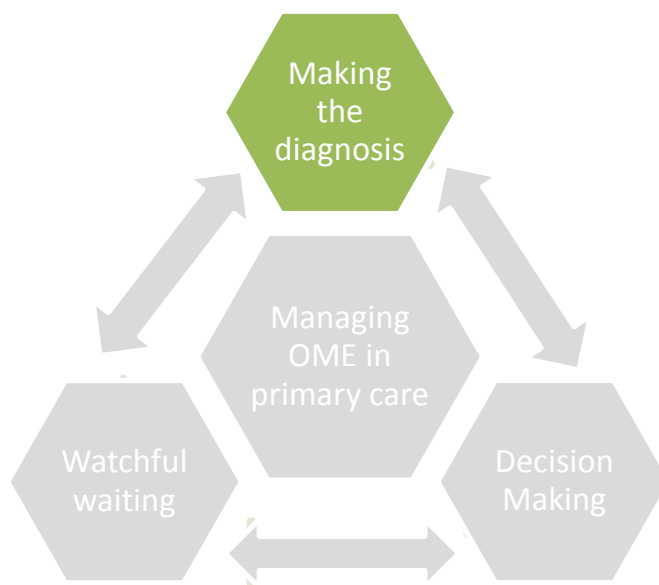 Making
the
diagnosis
Managing
OME in
primary care
Watchful
waiting
Decision
Making